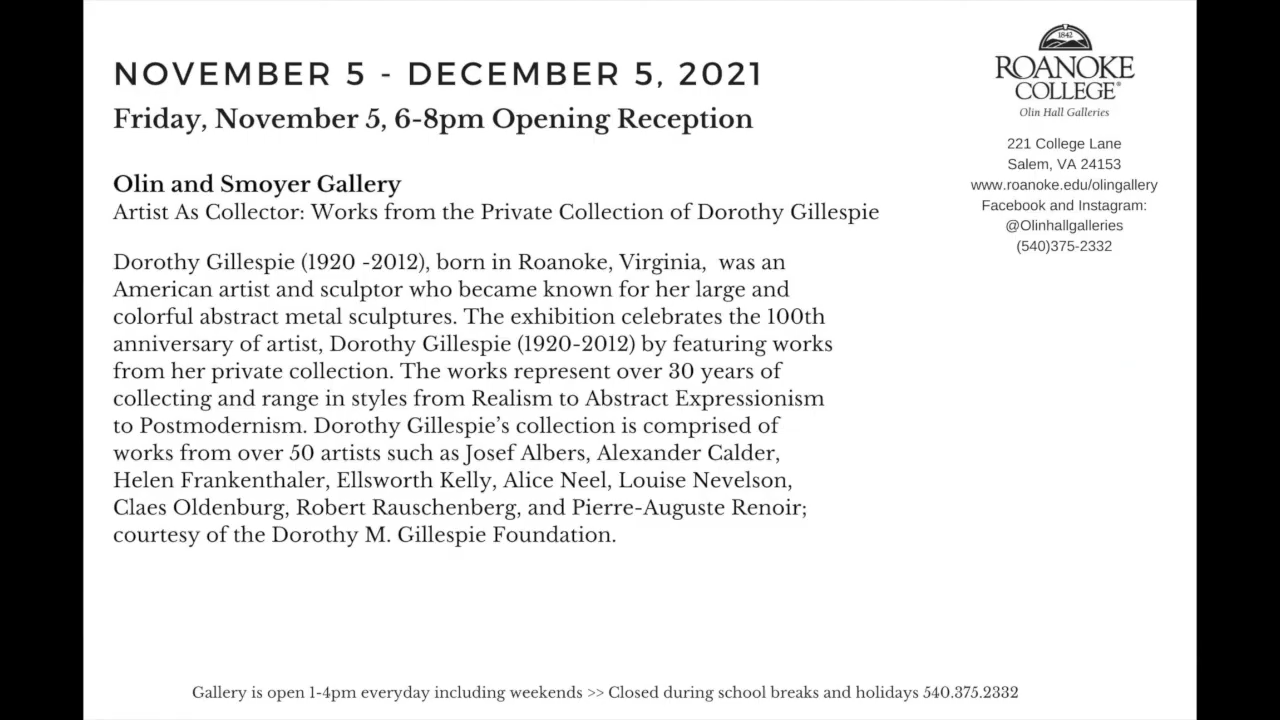 NOVEMBER 5 - DECEMBER 5, 2021
Friday, November 5, 6-8pm Opening Reception
Olin and Smoyer Gallery
Artist As Collector: Works from the Private Collection of Dorothy Gillespie
Dorothy Gillespie (1920 -2012), born in Roanoke, Virginia,  was an
American artist and sculptor who became known for her large and
colorful abstract metal sculptures. The exhibition celebrates the 100th
anniversary of artist, Dorothy Gillespie (1920-2012) by featuring works
from her private collection. The works represent over 30 years of
collecting and range in styles from Realism to Abstract Expressionism
to Postmodernism. Dorothy Gillespie’s collection is comprised of
works from over 50 artists such as Josef Albers, Alexander Calder,
Helen Frankenthaler, Ellsworth Kelly, Alice Neel, Louise Nevelson,
Claes Oldenburg, Robert Rauschenberg, and Pierre-Auguste Renoir;
courtesy of the Dorothy M. Gillespie Foundation.
1842
ROANOKE
COLLEGE®
Olin Hall Galleries
221 College Lane
Salem, VA 24153
www.roanoke.edu/olingallery
Facebook and Instagram:
@Olinhallgalleries
(540)375-2332
Gallery is open 1-4pm everyday including weekends >> Closed during school breaks and holidays 540.375.2332